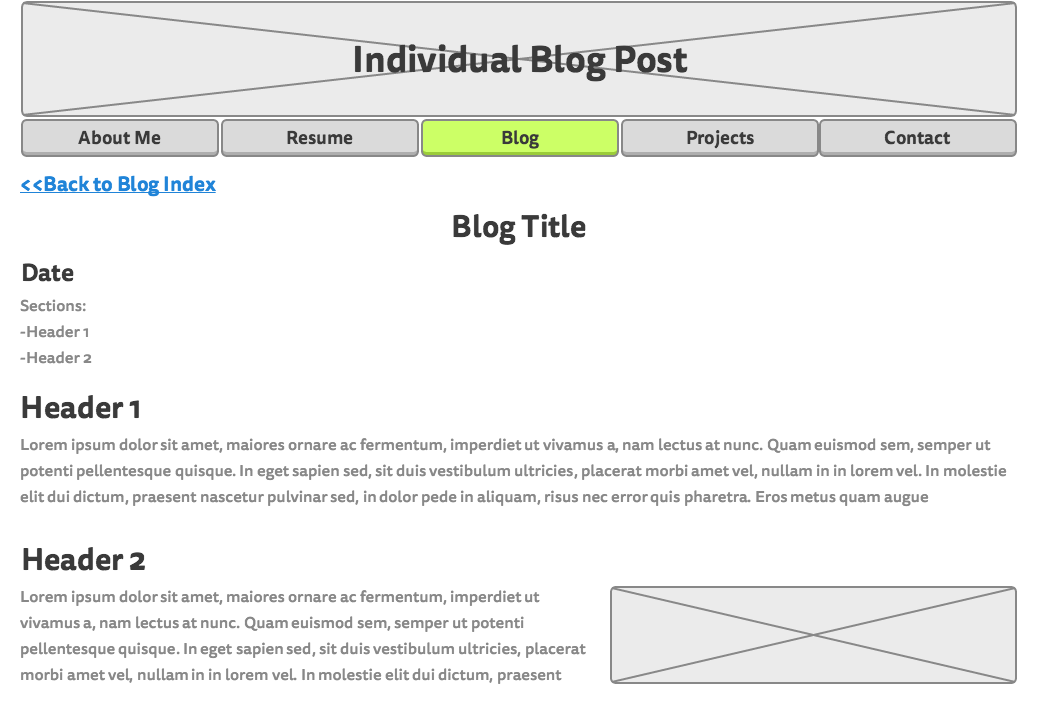 Individual Blog Post
About Me
Resume
Blog
Projects
Contact
<<Back to Blog Index
Blog Title
Date
Sections:
-Header 1
-Header 2
Header 1
Lorem ipsum dolor sit amet, maiores ornare ac fermentum, imperdiet ut vivamus a, nam lectus at nunc. Quam euismod sem, semper ut
potenti pellentesque quisque. In eget sapien sed, sit duis vestibulum ultricies, placerat morbi amet vel, nullam in in lorem vel. In molestie
elit dui dictum, praesent nascetur pulvinar sed, in dolor pede in aliquam, risus nec error quis pharetra. Eros metus quam augue
Header 2
Lorem ipsum dolor sit amet, maiores ornare ac fermentum, imperdiet ut
vivamus a, nam lectus at nunc. Quam euismod sem, semper ut potenti
pellentesque quisque. In eget sapien sed, sit duis vestibulum ultricies, placerat
morbi amet vel, nullam in in lorem vel. In molestie elit dui dictum, praesent